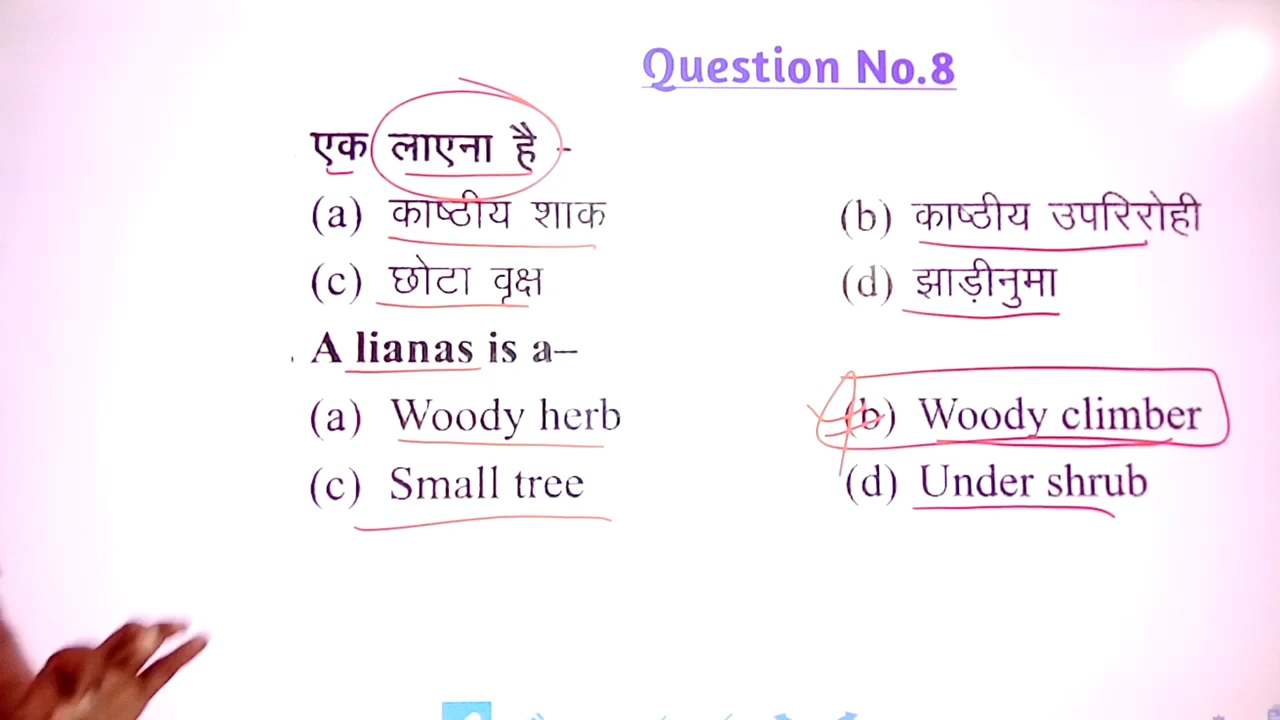 Question No.8
एक लाएना है -
(a) काष्ठीय शाक (b) काष्ठीय उपरिरोही
(c) छोटा वृक्ष (d) झाड़ीनुमा
A lianas is a–
(a) Woody herb (b) Woody climber
(c) Small tree (d) Under shrub